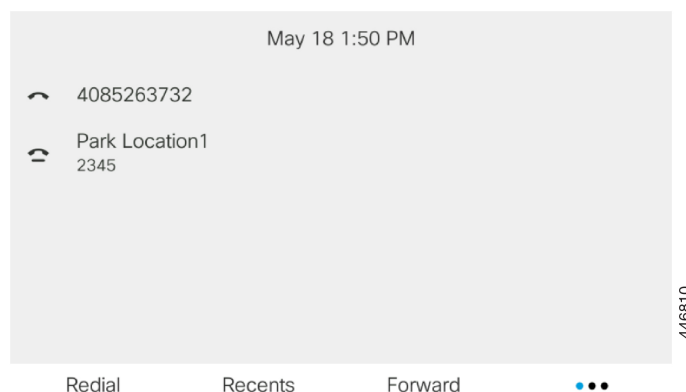 May 18 1:50 PM
4085263732
Park Location1
2345
Redial Recents Forward
446810